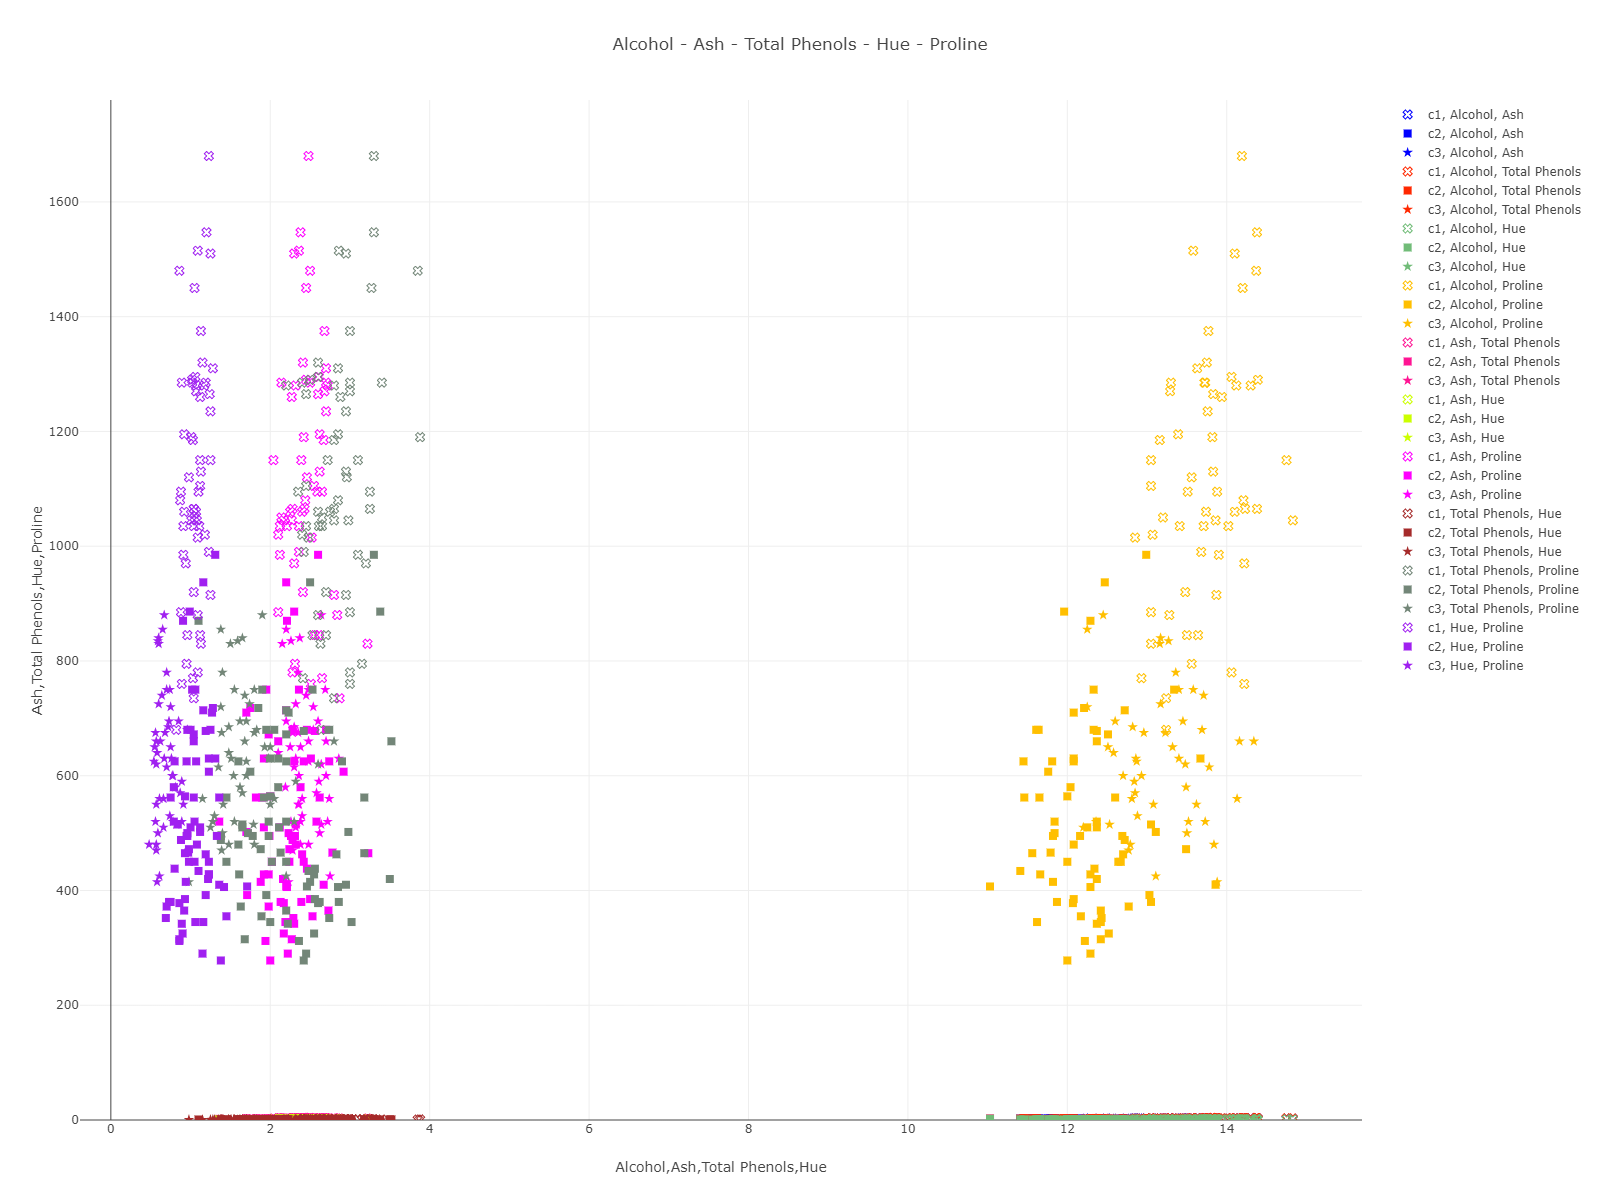 Alcohol - Ash - Total Phenols - Hue - Proline
Ash,Total Phenols,Hue,Proline
1600
1400
1200
1000
800
600
400
200
0
0 2 4 6 8 10 12 14
Alcohol,Ash,Total Phenols,Hue
c1, Alcohol, Ash
c2, Alcohol, Ash
c3, Alcohol, Ash
c1, Alcohol, Total Phenols
c2, Alcohol, Total Phenols
c3, Alcohol, Total Phenols
c1, Alcohol, Hue
c2, Alcohol, Hue
c3, Alcohol, Hue
c1, Alcohol, Proline
c2, Alcohol, Proline
c3, Alcohol, Proline
c1, Ash, Total Phenols
c2, Ash, Total Phenols
c3, Ash, Total Phenols
c1, Ash, Hue
c2, Ash, Hue
c3, Ash, Hue
c1, Ash, Proline
c2, Ash, Proline
c3, Ash, Proline
c1, Total Phenols, Hue
c2, Total Phenols, Hue
c3, Total Phenols, Hue
c1, Total Phenols, Proline
c2, Total Phenols, Proline
c3, Total Phenols, Proline
c1, Hue, Proline
c2, Hue, Proline
c3, Hue, Proline